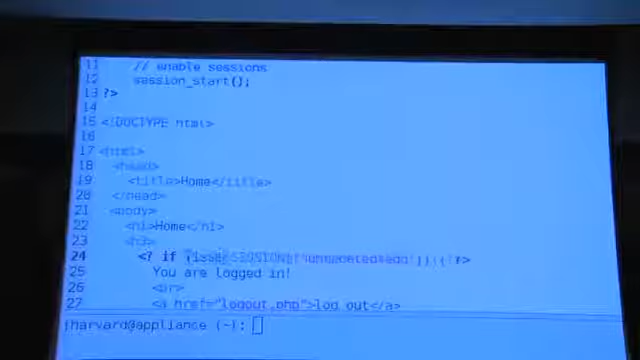 11 // enable sessions
12 session_start();
13 ?>
14
15 <!DOCTYPE html>
16
17 <html>
18 <head>
19 <title>Home</title>
20 </head>
21 <body>
22 <h1>Home</h1>
23 <h3>
24 <? if
25 You are logged in!
26 <br>
27 <a href="logout.php">log out</a>
jharvard@appliance (~):